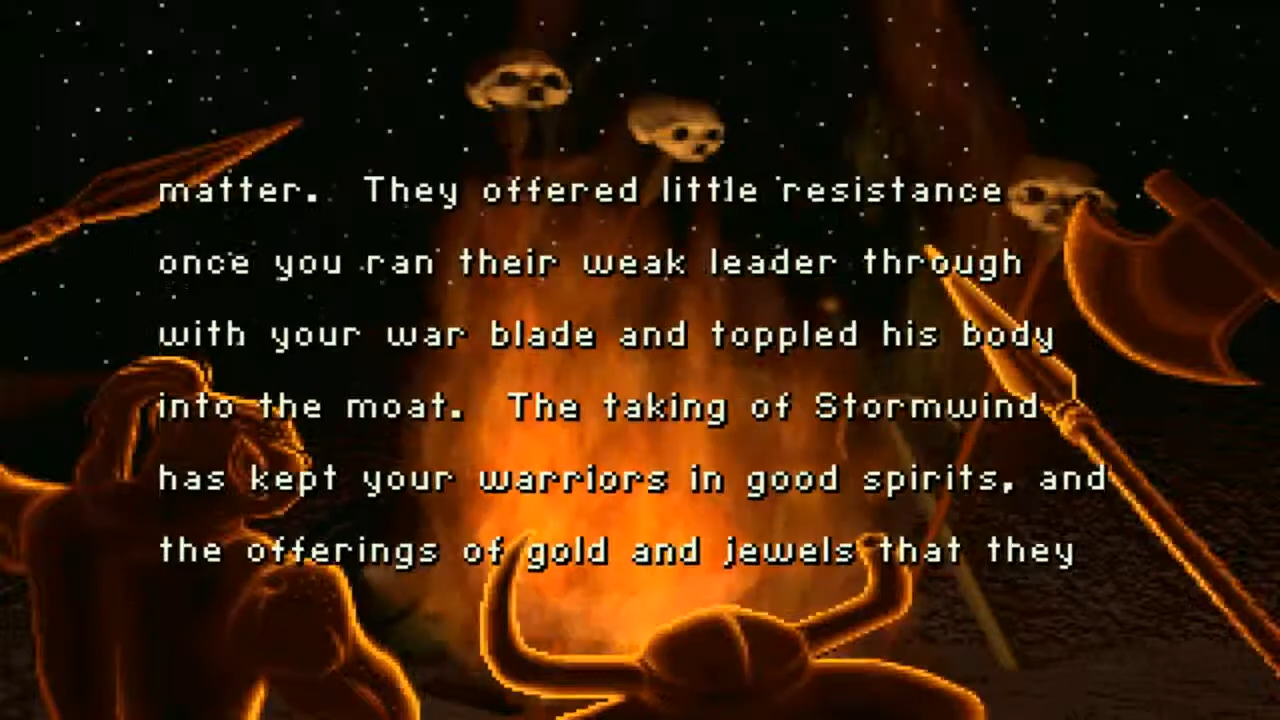 matter.  They offered little resistance
once you ran their weak leader through
with your war blade and toppled his body
into the moat.  The taking of Stormwind
has kept your warriors in good spirits, and
the offerings of gold and jewels that they